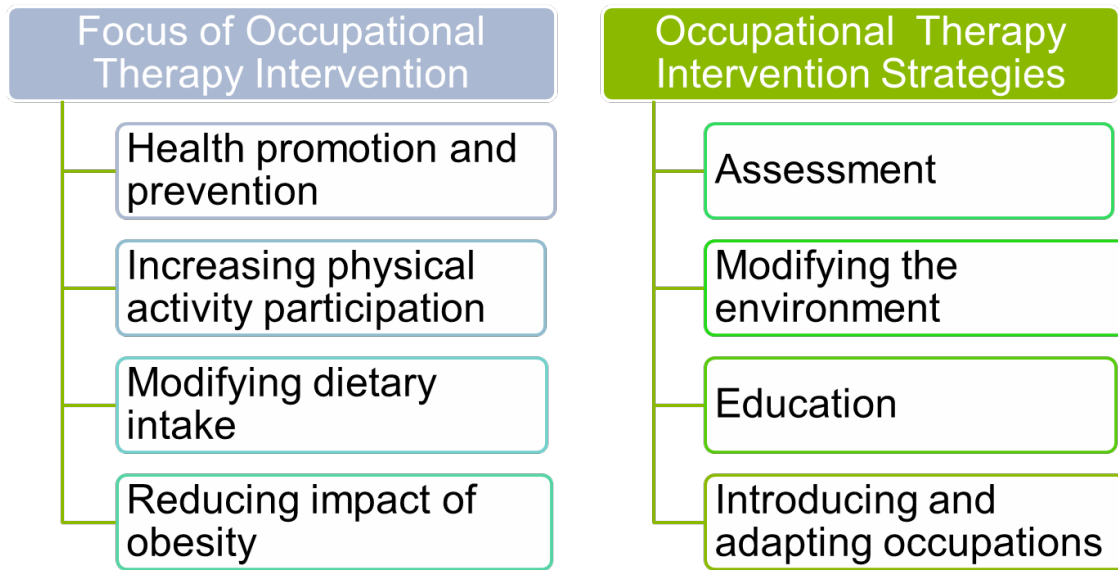 Focus of Occupational
Therapy Intervention
Health promotion and
prevention
Increasing physical
activity participation
Modifying dietary
intake
Reducing impact of
obesity
Occupational Therapy
Intervention Strategies
Assessment
Modifying the
environment
Education
Introducing and
adapting occupations